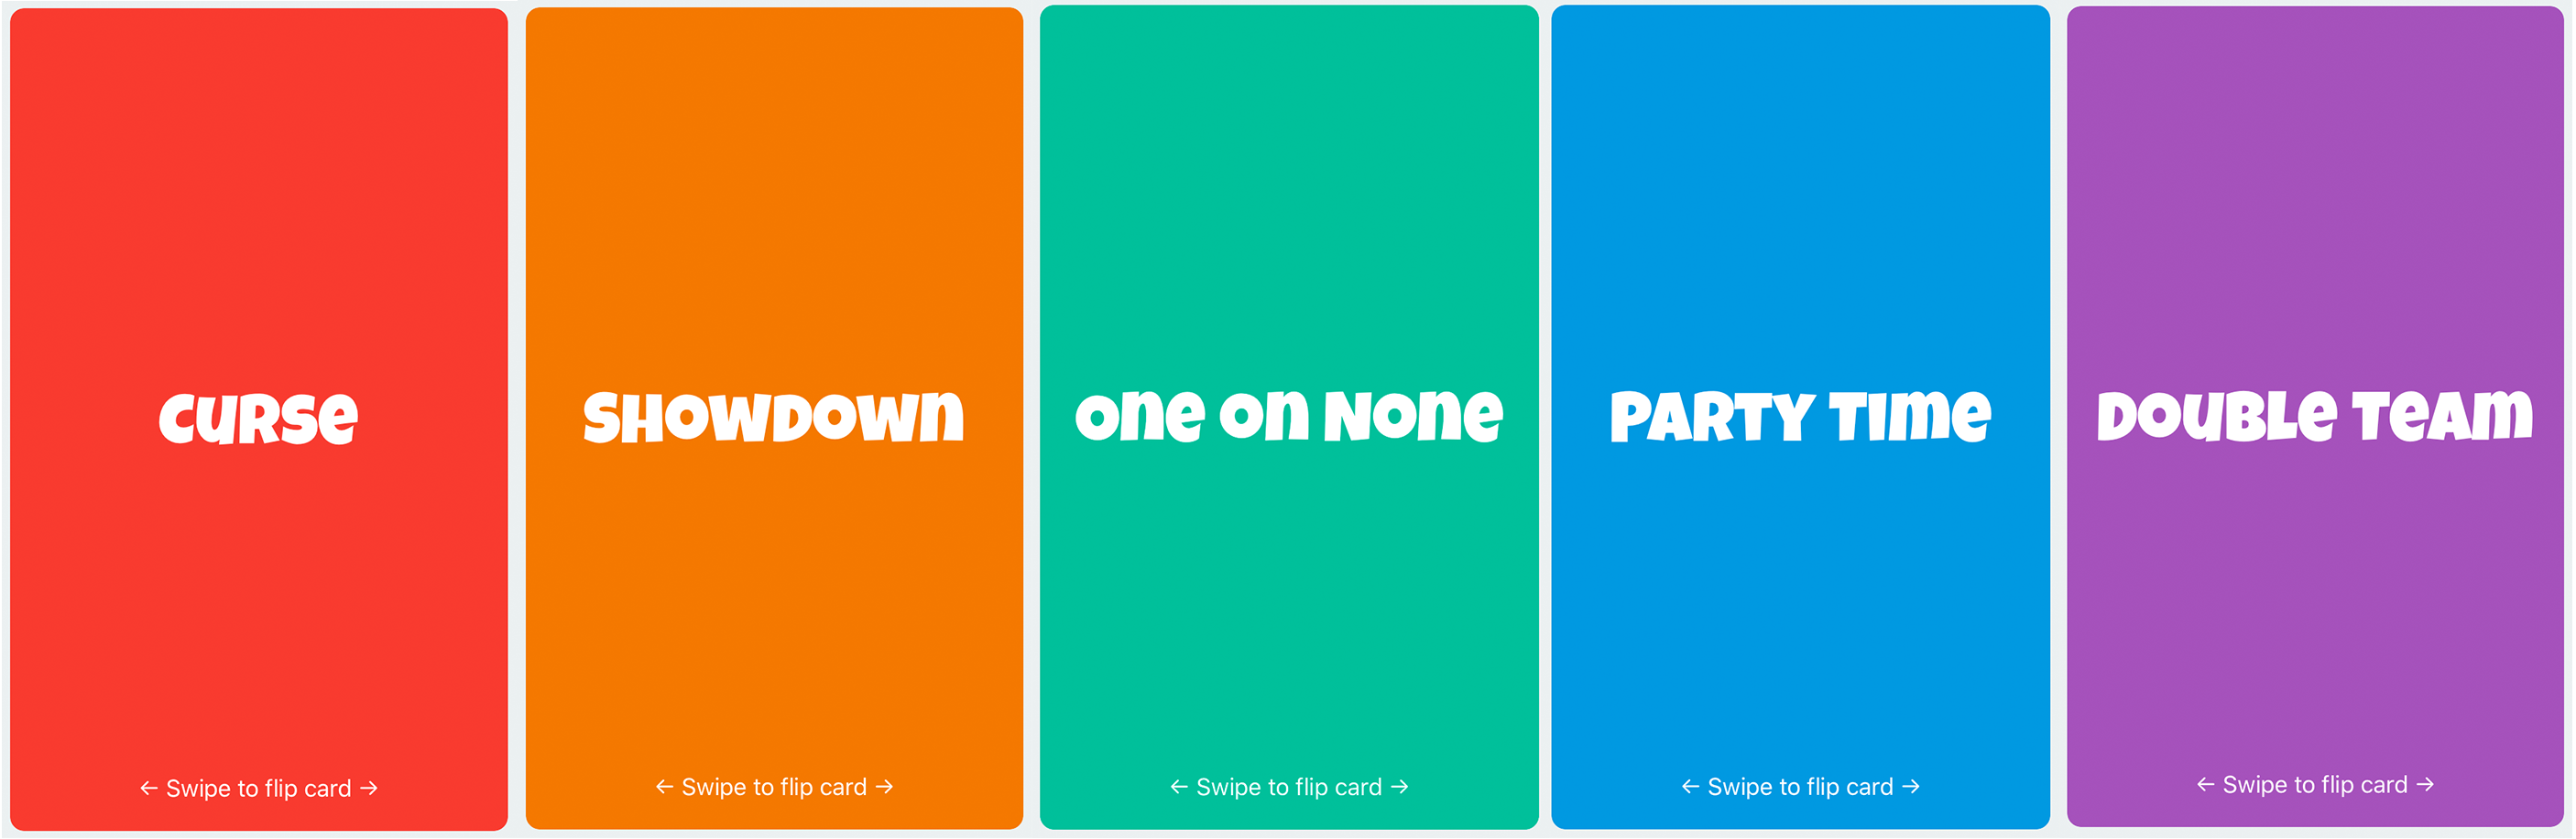 CURSE
← Swipe to flip card →
SHOWDOWN
← Swipe to flip card →
One On None
← Swipe to flip card →
PARTY TIme
← Swipe to flip card →
DOUBLe TeAm
← Swipe to flip card →